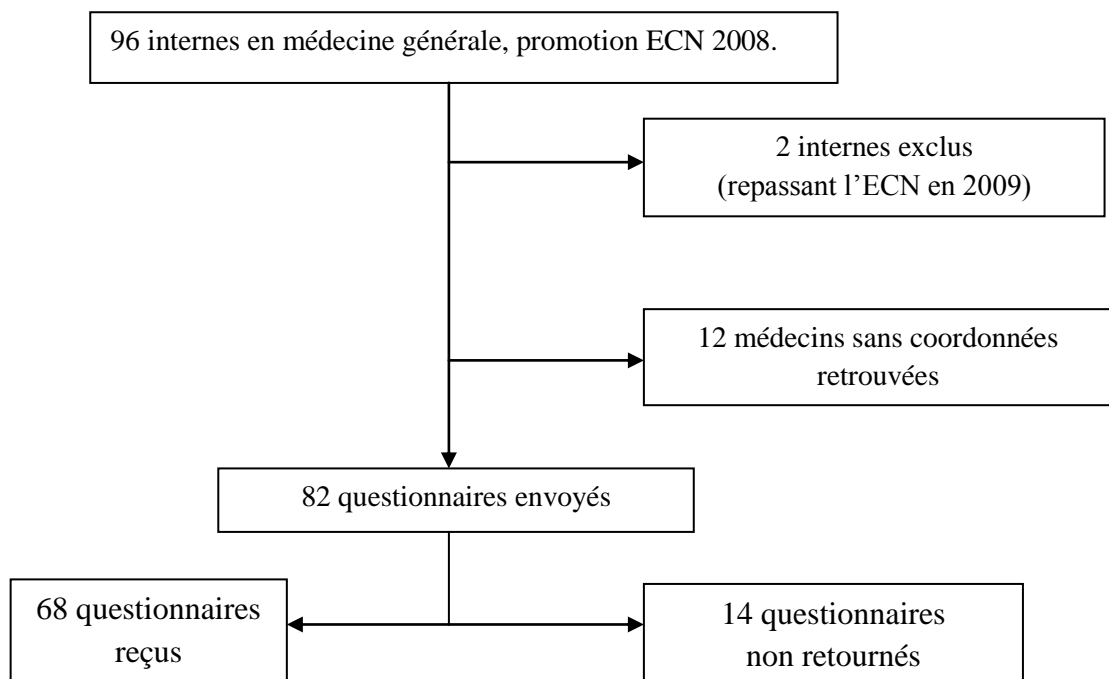 96 internes en médecine générale, promotion ECN 2008.
2 internes exclus
(repassant l’ECN en 2009)
12 médecins sans coordonnées
retrouvées
82 questionnaires envoyés
68 questionnaires
reçus
14 questionnaires
non retournés